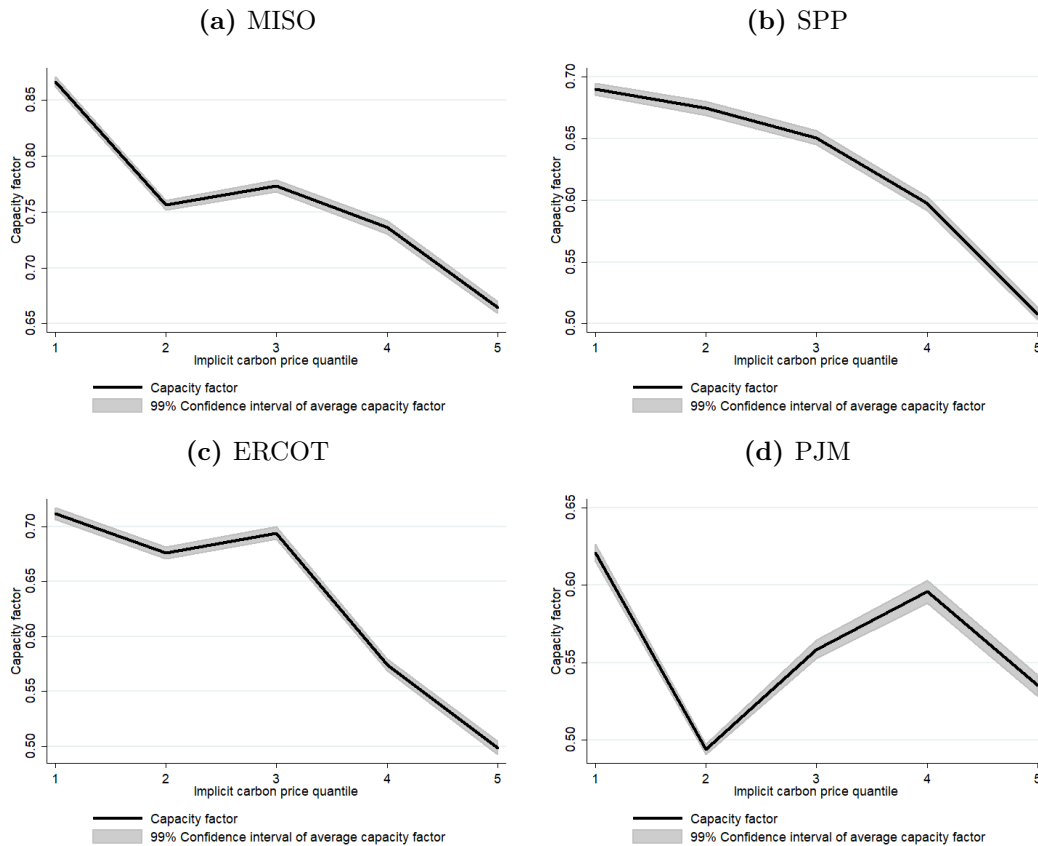 (a) MISO
Capacity factor
0.85
0.80
0.75
0.70
0.65
1 2 3 4 5
Implicit carbon price quantile
Capacity factor
99% Confidence interval of average capacity factor
(b) SPP
Capacity factor
0.70
0.65
0.60
0.55
0.50
1 2 3 4 5
Implicit carbon price quantile
Capacity factor
99% Confidence interval of average capacity factor
(c) ERCOT
Capacity factor
0.70
0.65
0.60
0.55
0.50
1 2 3 4 5
Implicit carbon price quantile
Capacity factor
99% Confidence interval of average capacity factor
(d) PJM
Capacity factor
0.65
0.60
0.55
0.50
1 2 3 4 5
Implicit carbon price quantile
Capacity factor
99% Confidence interval of average capacity factor